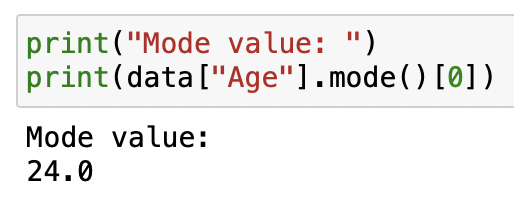 print("Mode value: ")
print(data["Age"].mode()[0])
Mode value:
24.0